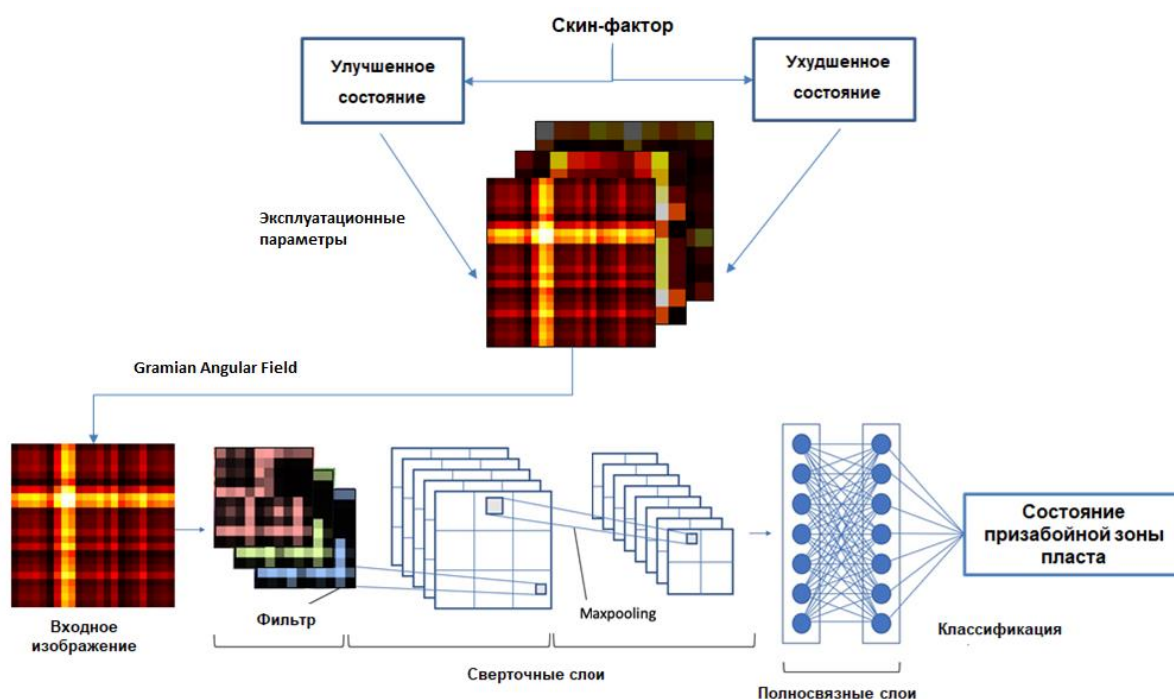 Скин-фактор
Улучшенное
состояние
Ухудшенное
состояние
Эксплуатационные
параметры
Gramian Angular Field
Состояние
призабойной зоны
пласта
Фильтр
Maxpooling
Входное
изображение
Классификация
Сверточные слои
Полносвязные слои